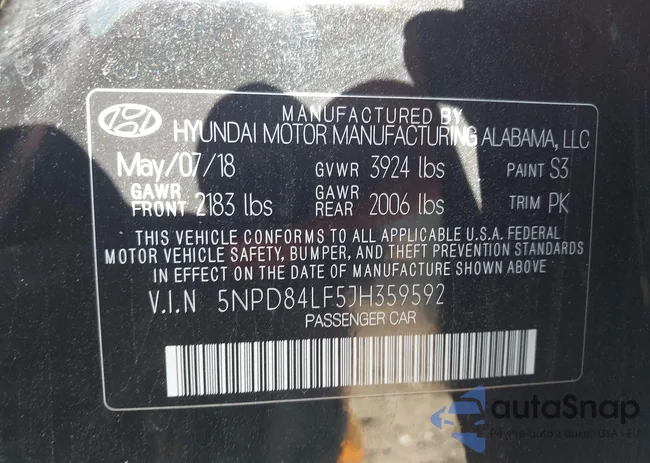 MANUFACTURED BY
HYUNDAI MOTOR MANUFACTURING ALABAMA, LLC
May/07/18 GVWR 3924 lbs PAINT S3
GAWR FRONT 2183 lbs GAWR REAR 2006 lbs TRIM PK
THIS VEHICLE CONFORMS TO ALL APPLICABLE U.S.A. FEDERAL
MOTOR VEHICLE SAFETY, BUMPER, AND THEFT PREVENTION STANDARDS
IN EFFECT ON THE DATE OF MANUFACTURE SHOWN ABOVE
V.I.N 5NPD84LF5JH359592
PASSENGER CAR
autoSnap